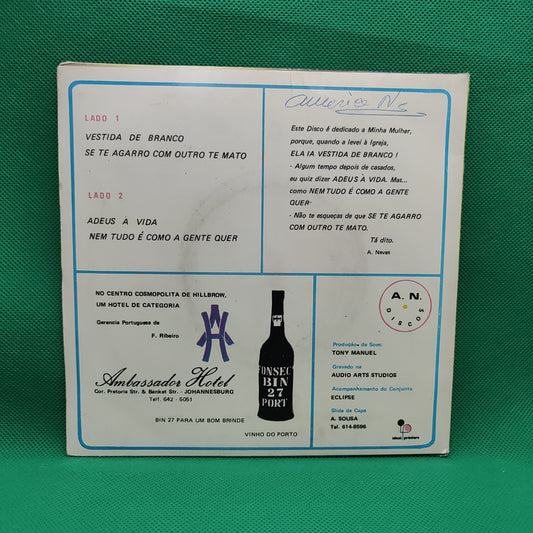 LADO 1
VESTIDA DE BRANCO
SE TE AGARRO COM OUTRO TE MATO
LADO 2
ADEUS À VIDA
NEM TUDO É COMO A GENTE QUER
Este Disco é dedicado a Minha Mulher,
porque, quando a levei à Igreja,
ELA IA VESTIDA DE BRANCO !
- Algum tempo depois de casados,
eu quiz dizer ADEUS À VIDA. Mas...
como NEM TUDO É COMO A GENTE
QUER-
- Não te esqueças de que SE TE AGARRO
COM OUTRO TE MATO.
Tá dito.
A. Neves
NO CENTRO COSMOPOLITA DE HILLBROW,
UM HOTEL DE CATEGORIA
Gerencia Portuguesa de
F. Ribeiro
AH
Ambassador Hotel
Cor. Pretoria Str. & Banket Str. - JOHANNESBURG
Telf. 642 - 5051
BIN 27 PARA UM BOM BRINDE
FONSEC
BIN
27
PORT
VINHO DO PORTO
A. N.
DISCOS
Produção de Som:
TONY MANUEL
Gravado na
AUDIO ARTS STUDIOS
Acompanhamento do Conjunto
ECLIPSE
Slide da Capa
A. SOUSA
Tel. 614-8596
ideal printers